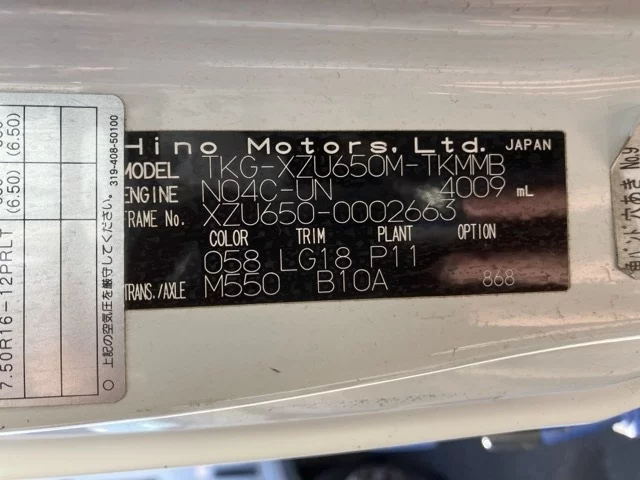 Hino Motors, Ltd. JAPAN
MODEL TKG-XZU650M-TKMMB
ENGINE N04C-UN 4009 mL
FRAME No. XZU650-0002663
COLOR TRIM PLANT OPTION
058 LG18 P11
TRANS./AXLE M550 B10A 868
319-408-50100
(6.50) (6.50)
7.50R16-12PRLT
○ 上記の空気圧を厳守してください。